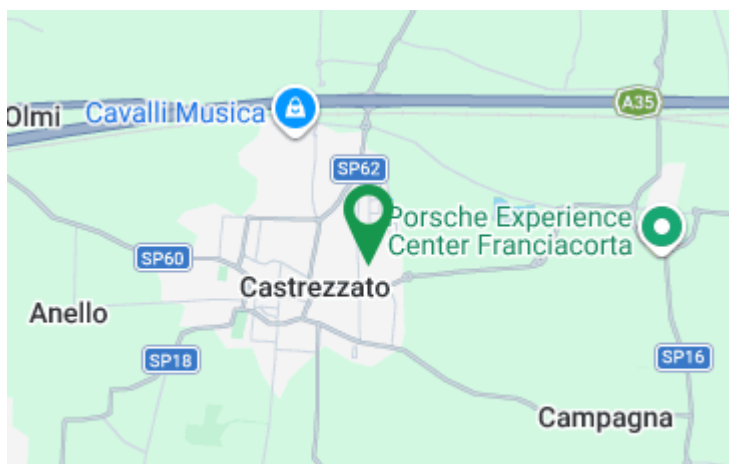 A35
Olmi
Cavalli Musica
SP62
Porsche Experience
Center Franciacorta
SP60
Castrezzato
Anello
SP18
SP16
Campagna